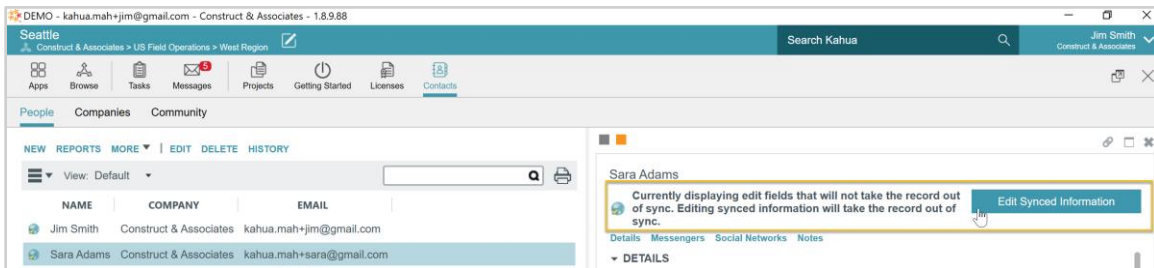 DEMO - kahua.mah+jim@gmail.com - Construct & Associates - 1.8.9.88
Seattle
Construct & Associates > US Field Operations > West Region
Search Kahua
Jim Smith
Construct & Associates
Apps Browse Tasks Messages 5 Projects Getting Started Licenses Contacts
People Companies Community
NEW REPORTS MORE | EDIT DELETE HISTORY
View: Default
NAME COMPANY EMAIL
Jim Smith Construct & Associates kahua.mah+jim@gmail.com
Sara Adams Construct & Associates kahua.mah+sara@gmail.com
Sara Adams
Currently displaying edit fields that will not take the record out
of sync. Editing synced information will take the record out of
sync.
Edit Synced Information
Details Messengers Social Networks Notes
DETAILS